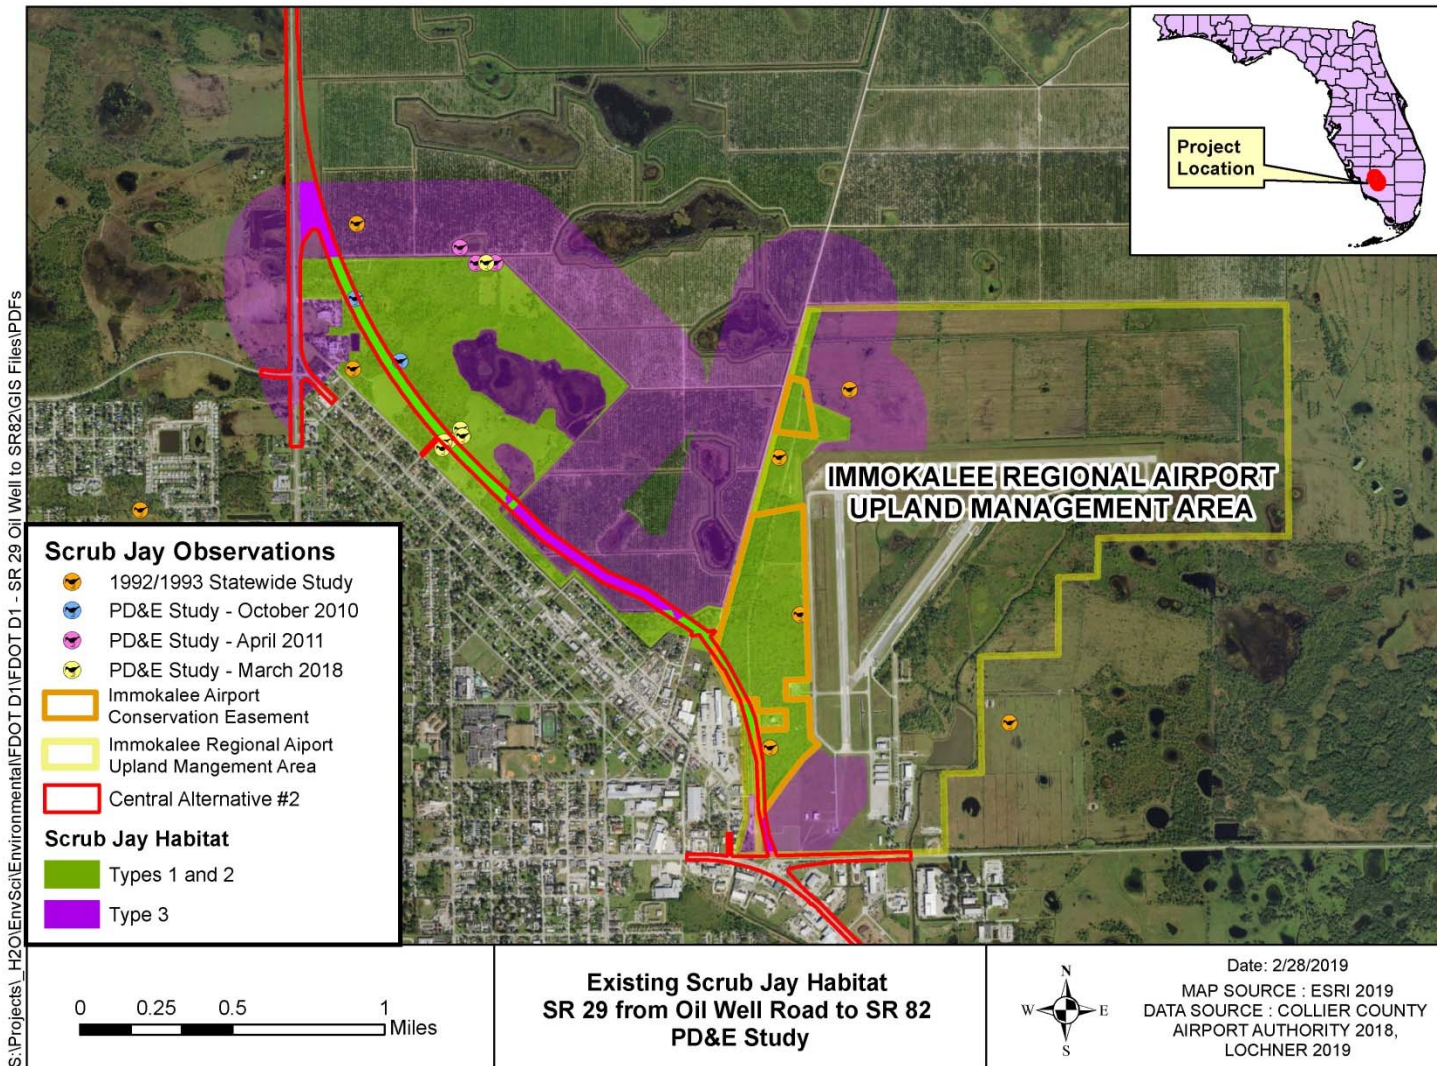 Project
Location
IMMOKALEE REGIONAL AIRPORT
UPLAND MANAGEMENT AREA
S:\Projects\_H2O\EnvSci\Environmental\FDOT D1\FDOT D1 - SR 29 Oil Well to SR82\GIS Files\PDFs
Scrub Jay Observations
1992/1993 Statewide Study
PD&E Study - October 2010
PD&E Study - April 2011
PD&E Study - March 2018
Immokalee Airport
Conservation Easement
Immokalee Regional Aiport
Upland Mangement Area
Central Alternative #2
Scrub Jay Habitat
Types 1 and 2
Type 3
0 0.25 0.5 1
Miles
Existing Scrub Jay Habitat
SR 29 from Oil Well Road to SR 82
PD&E Study
N
W E
S
Date: 2/28/2019
MAP SOURCE : ESRI 2019
DATA SOURCE : COLLIER COUNTY
AIRPORT AUTHORITY 2018,
LOCHNER 2019